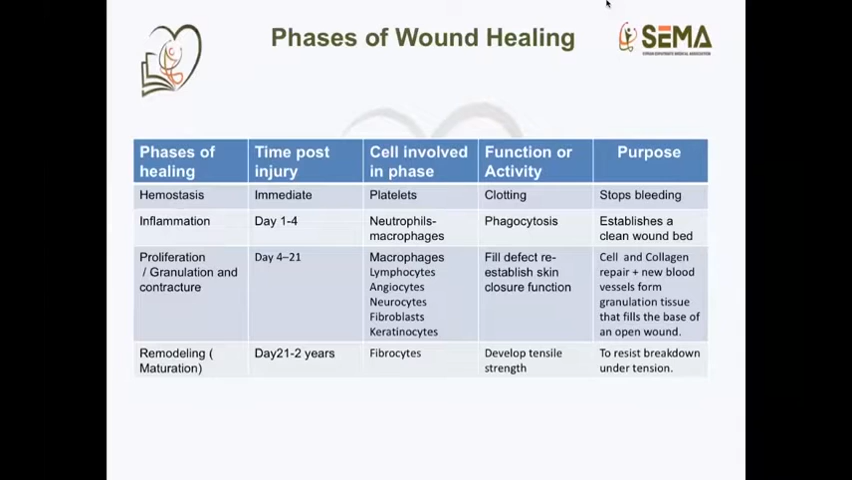 Phases of Wound Healing
SEMA
Phases of healing
Time post injury
Cell involved in phase
Function or Activity
Purpose
Hemostasis
Immediate
Platelets
Clotting
Stops bleeding
Inflammation
Day 1-4
Neutrophils-
macrophages
Phagocytosis
Establishes a
clean wound bed
Proliferation
/ Granulation and
contracture
Day 4–21
Macrophages
Lymphocytes
Angiocytes
Neurocytes
Fibroblasts
Keratinocytes
Fill defect re-
establish skin
closure function
Cell and Collagen
repair + new blood
vessels form
granulation tissue
that fills the base of
an open wound.
Remodeling (
Maturation)
Day21-2 years
Fibrocytes
Develop tensile
strength
To resist breakdown
under tension.